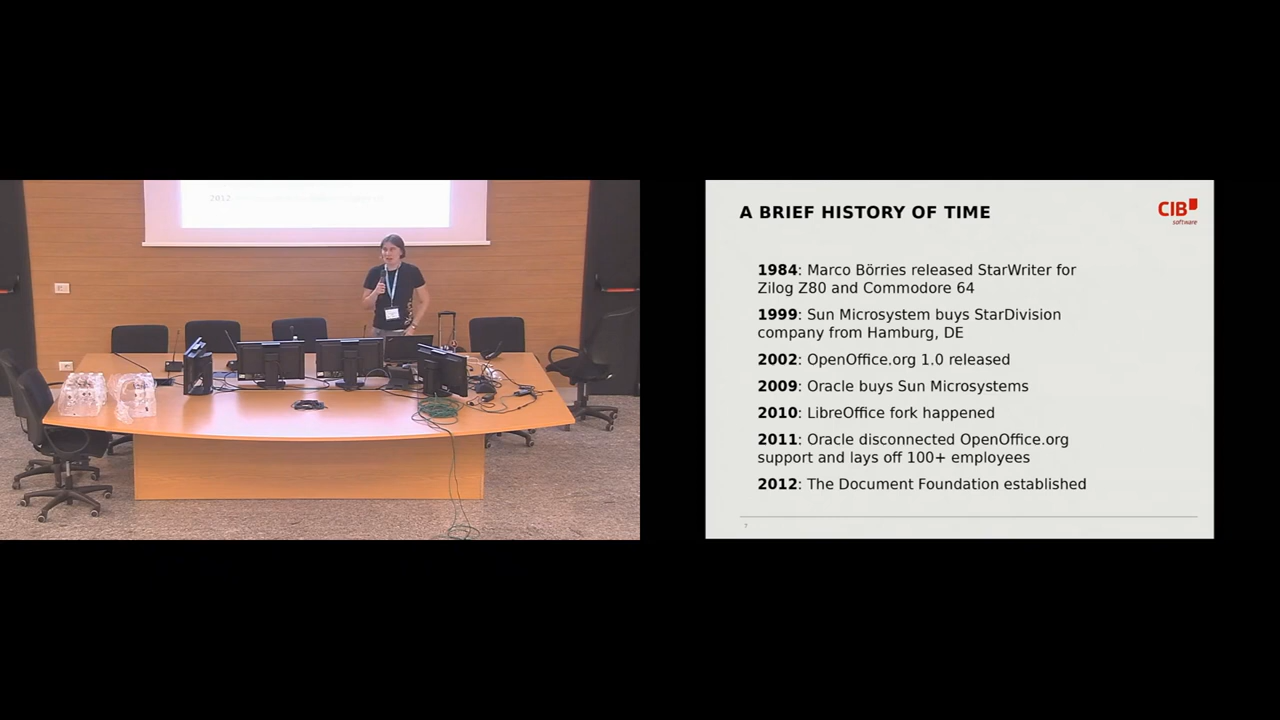 2012
A BRIEF HISTORY OF TIME
CIB
software
1984: Marco Börries released StarWriter for
Zilog Z80 and Commodore 64
1999: Sun Microsystem buys StarDivision
company from Hamburg, DE
2002: OpenOffice.org 1.0 released
2009: Oracle buys Sun Microsystems
2010: LibreOffice fork happened
2011: Oracle disconnected OpenOffice.org
support and lays off 100+ employees
2012: The Document Foundation established
7